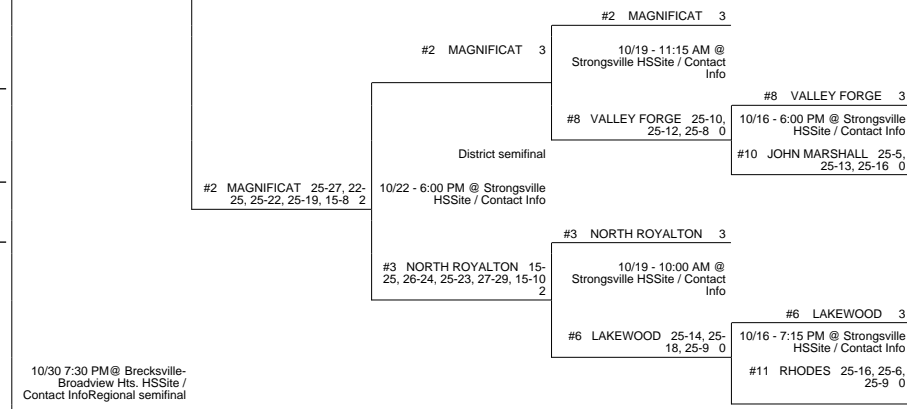 #2 MAGNIFICAT 3
#2 MAGNIFICAT 3
10/19 - 11:15 AM @
Strongsville HSSite / Contact
Info
#8 VALLEY FORGE 3
#8 VALLEY FORGE 25-10,
25-12, 25-8 0
10/16 - 6:00 PM @ Strongsville
HSSite / Contact Info
District semifinal
#10 JOHN MARSHALL 25-5,
25-13, 25-16 0
#2 MAGNIFICAT 25-27, 22-
25, 25-22, 25-19, 15-8 2
10/22 - 6:00 PM @ Strongsville
HSSite / Contact Info
#3 NORTH ROYALTON 3
#3 NORTH ROYALTON 15-
25, 26-24, 25-23, 27-29, 15-10
2
10/19 - 10:00 AM @
Strongsville HSSite / Contact
Info
#6 LAKEWOOD 3
#6 LAKEWOOD 25-14, 25-
18, 25-9 0
10/16 - 7:15 PM @ Strongsville
HSSite / Contact Info
#11 RHODES 25-16, 25-6,
25-9 0
10/30 7:30 PM@ Brecksville-
Broadview Hts. HSSite /
Contact InfoRegional semifinal